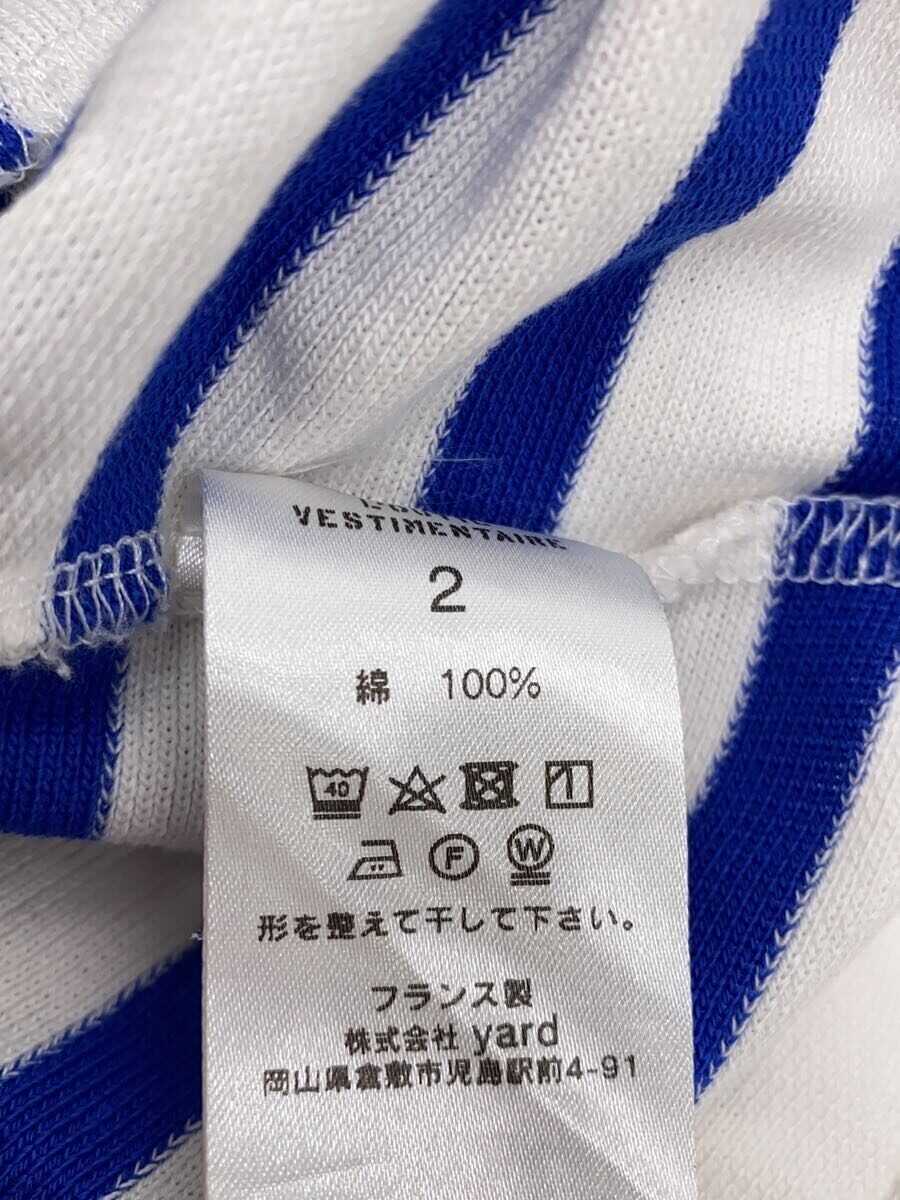 VESTIMENTAIRE
2
綿 100%
40
F W
形を整えて干して下さい。
フランス製
株式会社 yard
岡山県倉敷市児島駅前4-91